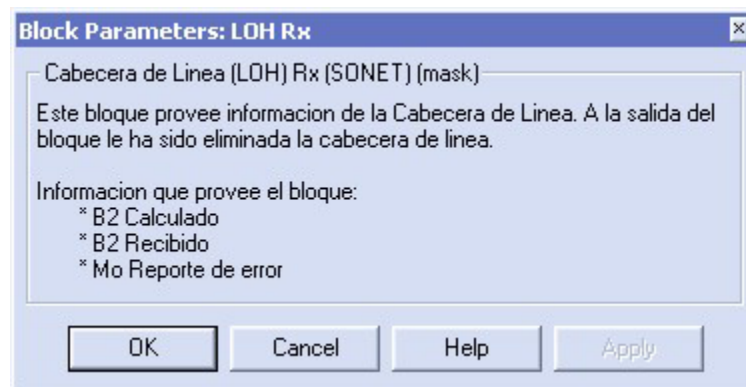 Block Parameters: LOH Rx
Cabecera de Linea (LOH) Rx (SONET) (mask)
Este bloque provee informacion de la Cabecera de Linea. A la salida del
bloque le ha sido eliminada la cabecera de linea.
Informacion que provee el bloque:
* B2 Calculado
* B2 Recibido
* Mo Reporte de error
OK
Cancel
Help
Apply